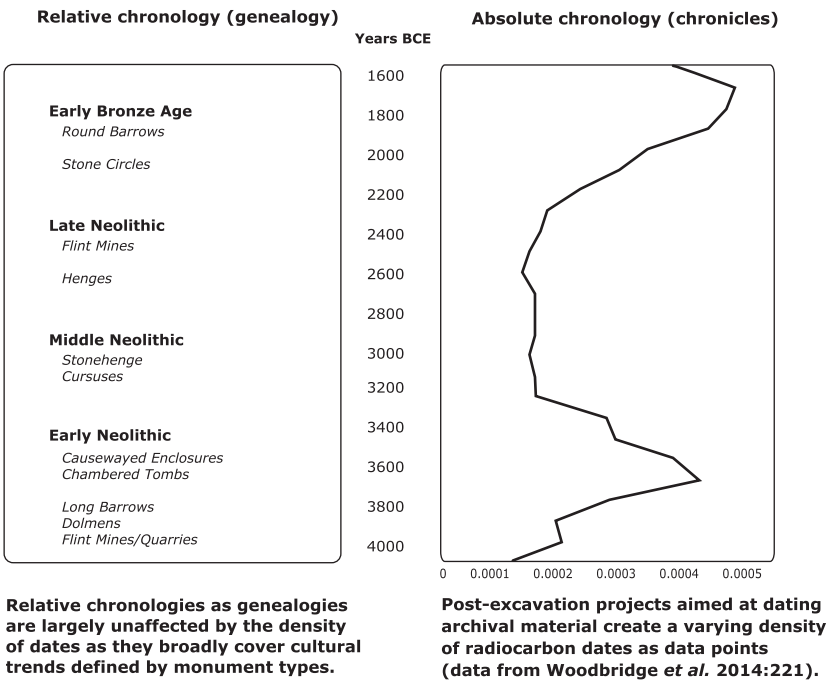 Relative chronology (genealogy)
Years BCE
Absolute chronology (chronicles)
Early Bronze Age
Round Barrows
Stone Circles
Late Neolithic
Flint Mines
Henges
Middle Neolithic
Stonehenge
Cursuses
Early Neolithic
Causewayed Enclosures
Chambered Tombs
Long Barrows
Dolmens
Flint Mines/Quarries
1600
1800
2000
2200
2400
2600
2800
3000
3200
3400
3600
3800
4000
0 0.0001 0.0002 0.0003 0.0004 0.0005
Relative chronologies as genealogies
are largely unaffected by the density
of dates as they broadly cover cultural
trends defined by monument types.
Post-excavation projects aimed at dating
archival material create a varying density
of radiocarbon dates as data points
(data from Woodbridge et al. 2014:221).